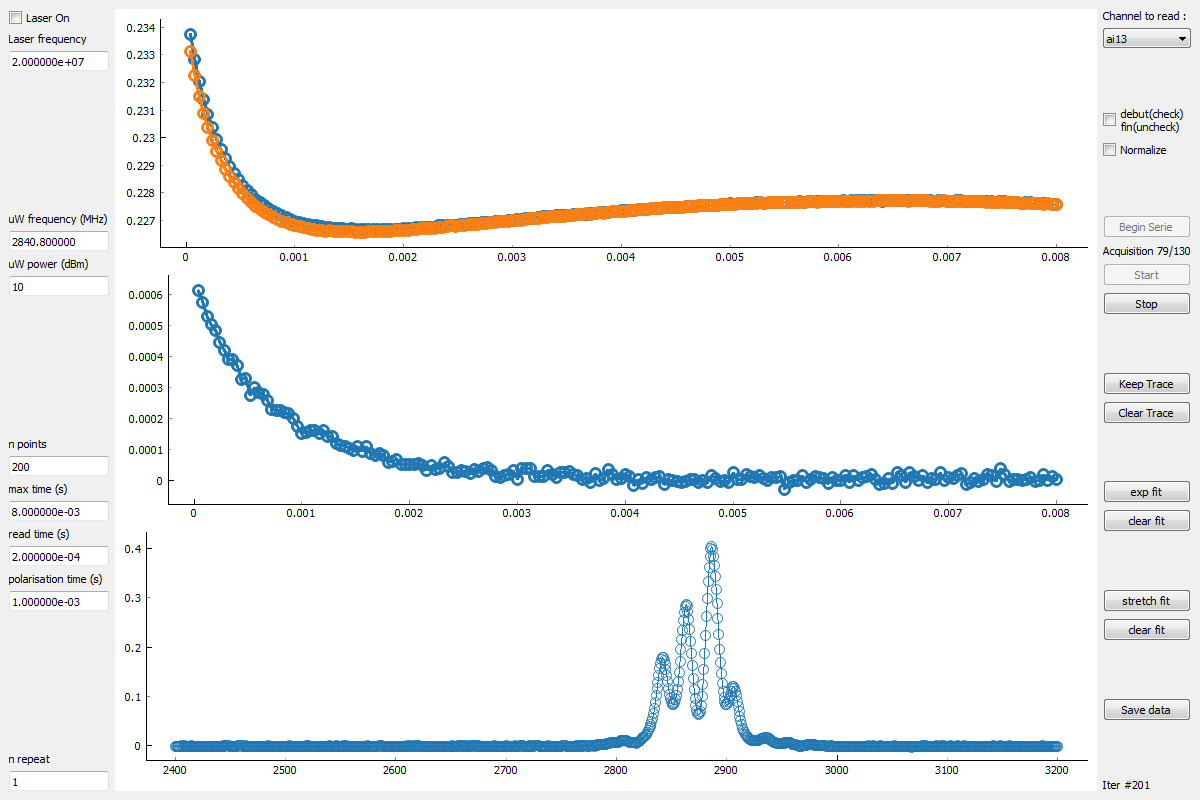 Laser On
Laser frequency
2.000000e+07
uW frequency (MHz)
2840.800000
uW power (dBm)
10
n points
200
max time (s)
8.000000e-03
read time (s)
2.000000e-04
polarisation time (s)
1.000000e-03
n repeat
1
0.234
0.233
0.232
0.231
0.23
0.229
0.228
0.227
0 0.001 0.002 0.003 0.004 0.005 0.006 0.007 0.008
0.0006
0.0005
0.0004
0.0003
0.0002
0.0001
0
0 0.001 0.002 0.003 0.004 0.005 0.006 0.007 0.008
0.4
0.3
0.2
0.1
0
2400 2500 2600 2700 2800 2900 3000 3100 3200
Channel to read :
ai13
debut(check)
fin(uncheck)
Normalize
Begin Serie
Acquisition 79/130
Start
Stop
Keep Trace
Clear Trace
exp fit
clear fit
stretch fit
clear fit
Save data
Iter #201